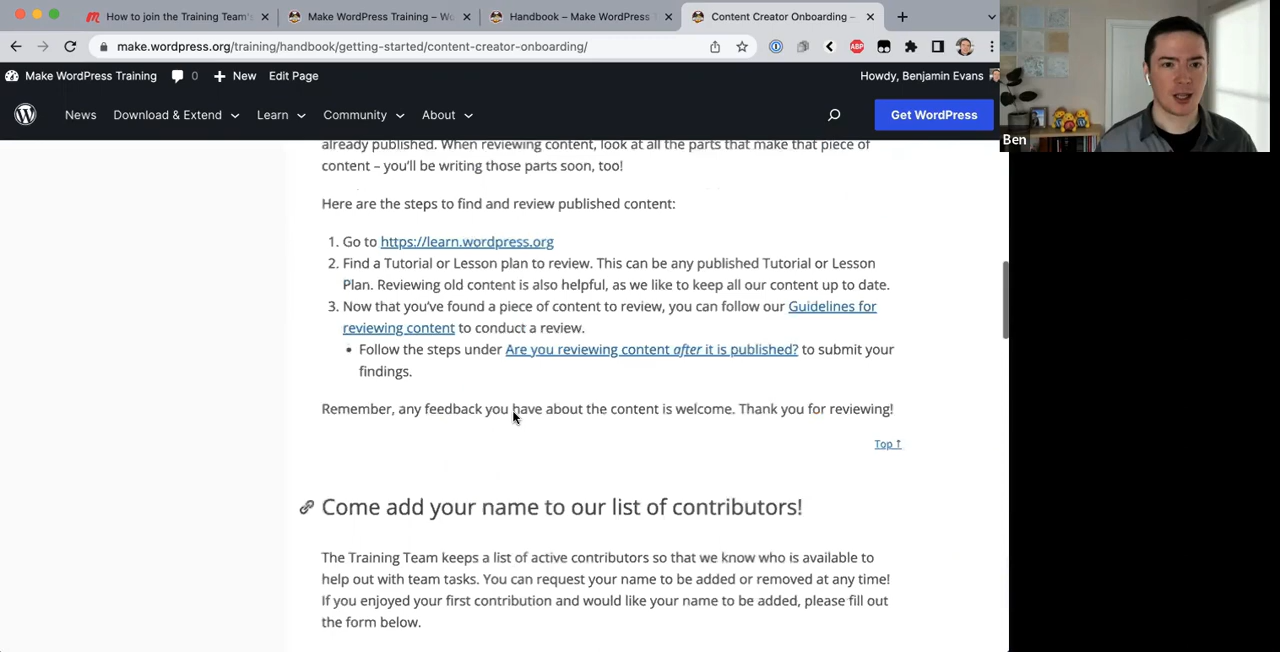 How to join the Training Team's
Make WordPress Training – Wo
Handbook – Make WordPress
Content Creator Onboarding –
make.wordpress.org/training/handbook/getting-started/content-creator-onboarding/
Make WordPress Training 0 New Edit Page Howdy, Benjamin Evans
News Download & Extend Learn Community About Get WordPress
Ben
already published. When reviewing content, look at all the parts that make that piece of
content – you'll be writing those parts soon, too!
Here are the steps to find and review published content:
1. Go to https://learn.wordpress.org
2. Find a Tutorial or Lesson plan to review. This can be any published Tutorial or Lesson
Plan. Reviewing old content is also helpful, as we like to keep all our content up to date.
3. Now that you've found a piece of content to review, you can follow our Guidelines for
reviewing content to conduct a review.
• Follow the steps under Are you reviewing content after it is published? to submit your
findings.
Remember, any feedback you have about the content is welcome. Thank you for reviewing!
Top ↑
Come add your name to our list of contributors!
The Training Team keeps a list of active contributors so that we know who is available to
help out with team tasks. You can request your name to be added or removed at any time!
If you enjoyed your first contribution and would like your name to be added, please fill out
the form below.